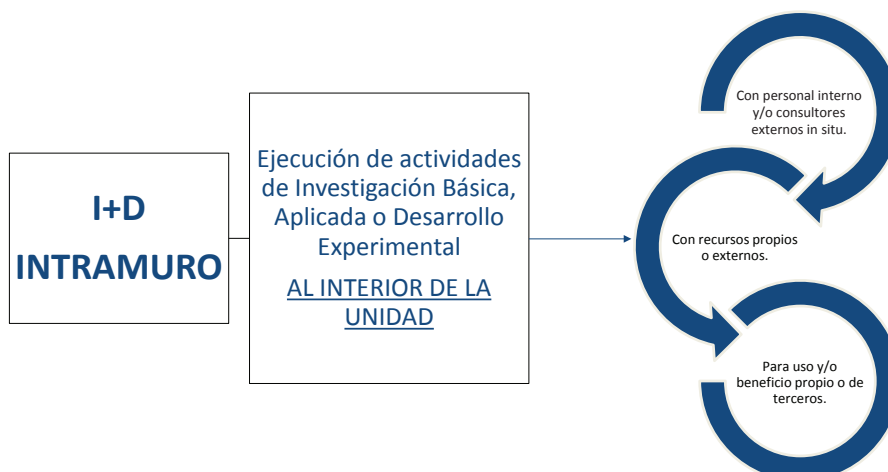 I+D
INTRAMURO
Ejecución de actividades
de Investigación Básica,
Aplicada o Desarrollo
Experimental
AL INTERIOR DE LA
UNIDAD
Con personal interno
y/o consultores
externos in situ.
Con recursos propios
o externos.
Para uso y/o
beneficio propio o de
terceros.